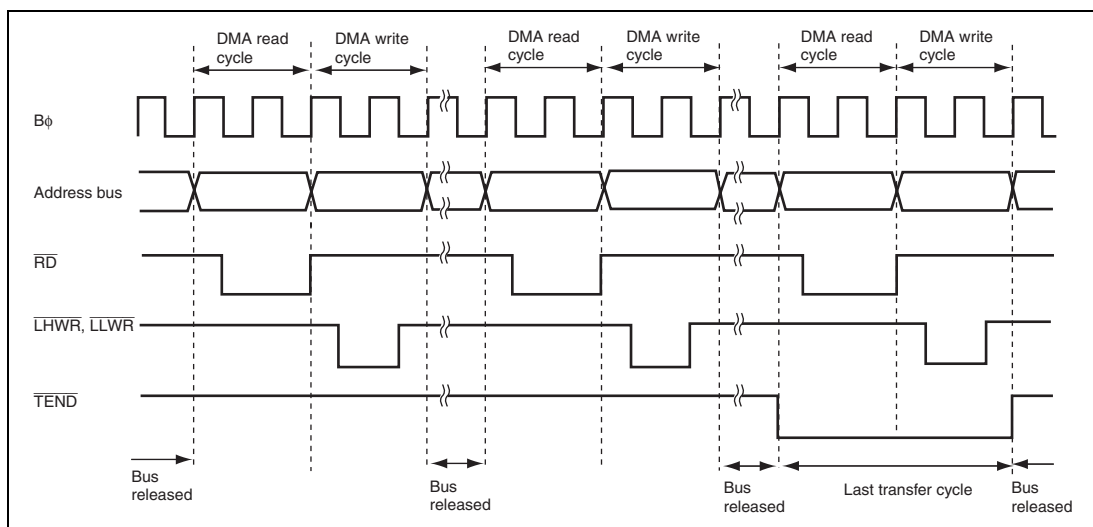 DMA read cycle
DMA write cycle
DMA read cycle
DMA write cycle
DMA read cycle
DMA write cycle
Bϕ
Address bus
RD
LHWR, LLWR
TEND
Bus released
Bus released
Bus released
Last transfer cycle
Bus released